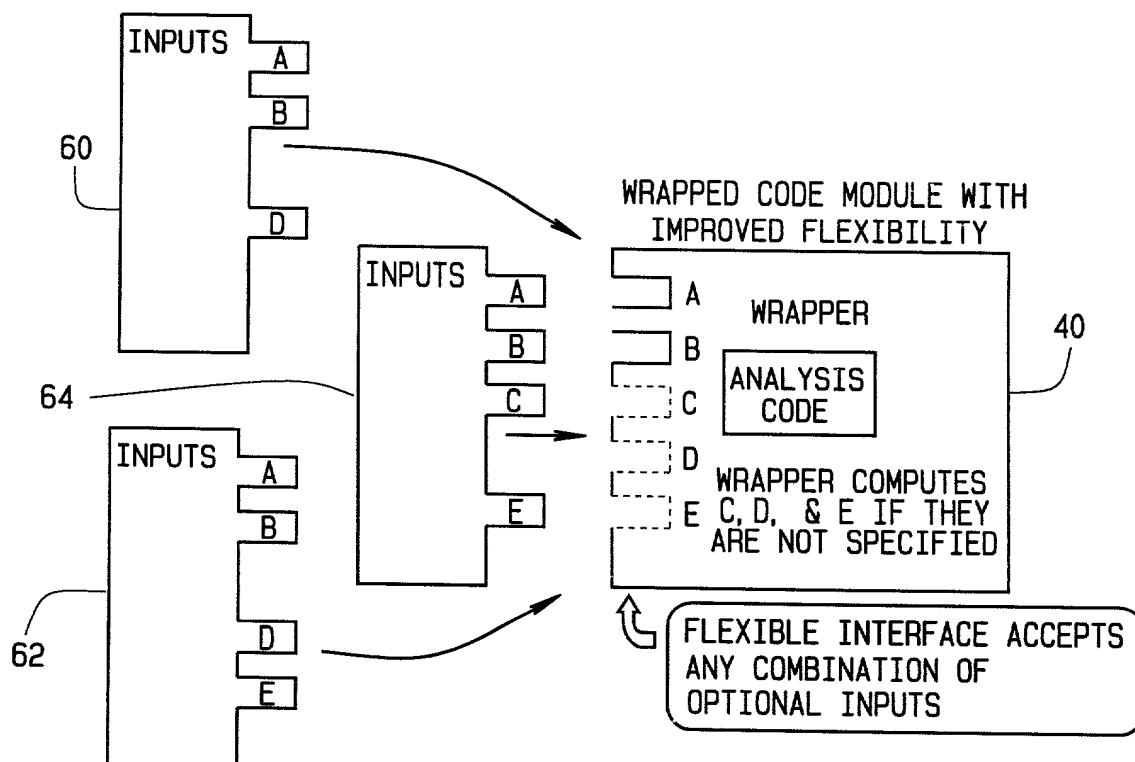 INPUTS
A
B
D
60
INPUTS
A
B
C
E
64
INPUTS
A
B
D
E
62
WRAPPED CODE MODULE WITH
IMPROVED FLEXIBILITY
A
B
C
D
E
WRAPPER
ANALYSIS
CODE
WRAPPER COMPUTES
C, D, & E IF THEY
ARE NOT SPECIFIED
40
FLEXIBLE INTERFACE ACCEPTS
ANY COMBINATION OF
OPTIONAL INPUTS